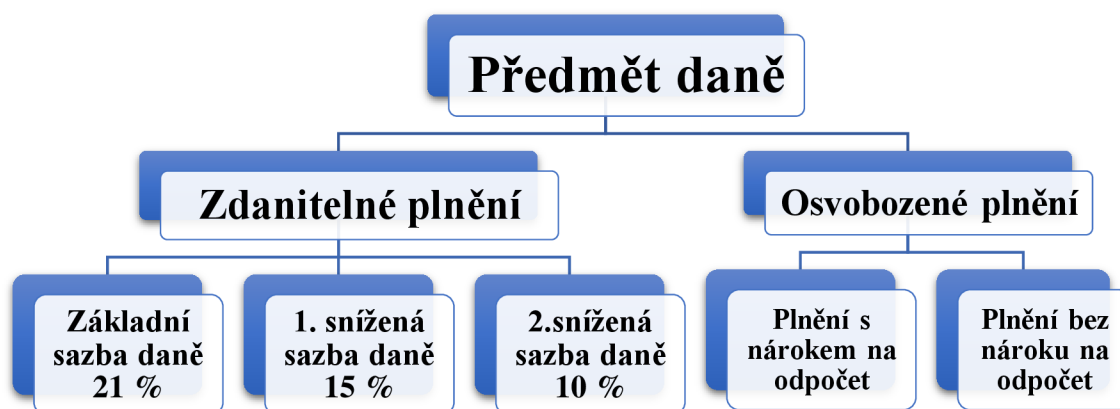 Předmět daně
Zdanitelné plnění
Osvobozené plnění
Základní
sazba daně
21 %
1. snížená
sazba daně
15 %
2.snížená
sazba daně
10 %
Plnění s
nárokem na
odpočet
Plnění bez
nároku na
odpočet